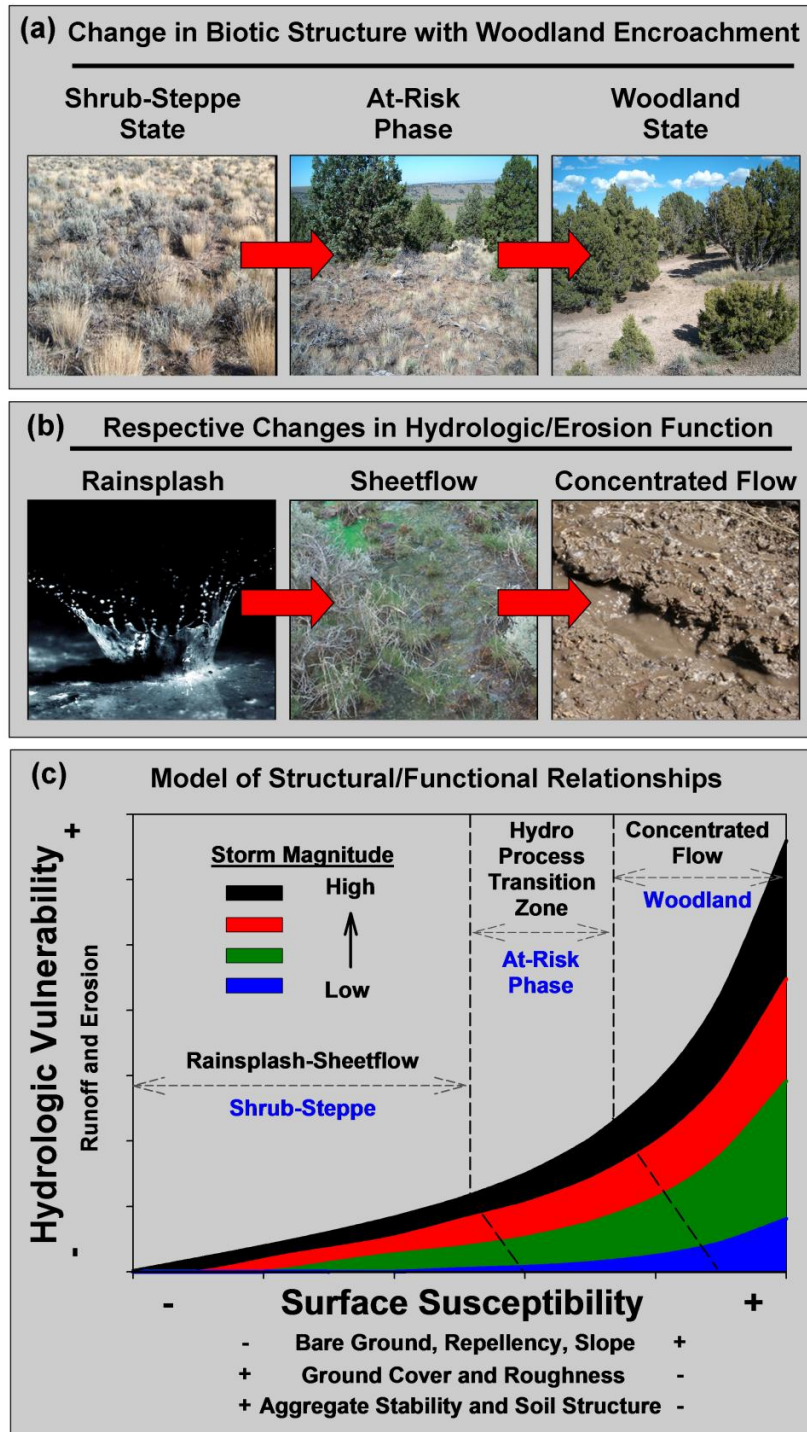 (a) Change in Biotic Structure with Woodland Encroachment
Shrub-Steppe
State
At-Risk
Phase
Woodland
State
(b) Respective Changes in Hydrologic/Erosion Function
Rainsplash
Sheetflow
Concentrated Flow
(c) Model of Structural/Functional Relationships
+
Hydrologic Vulnerability
Runoff and Erosion
-
Storm Magnitude
High
Low
Hydro
Process
Transition
Zone
At-Risk
Phase
Concentrated
Flow
Woodland
Rainsplash-Sheetflow
Shrub-Steppe
- Surface Susceptibility +
- Bare Ground, Repellency, Slope +
+ Ground Cover and Roughness -
+ Aggregate Stability and Soil Structure -